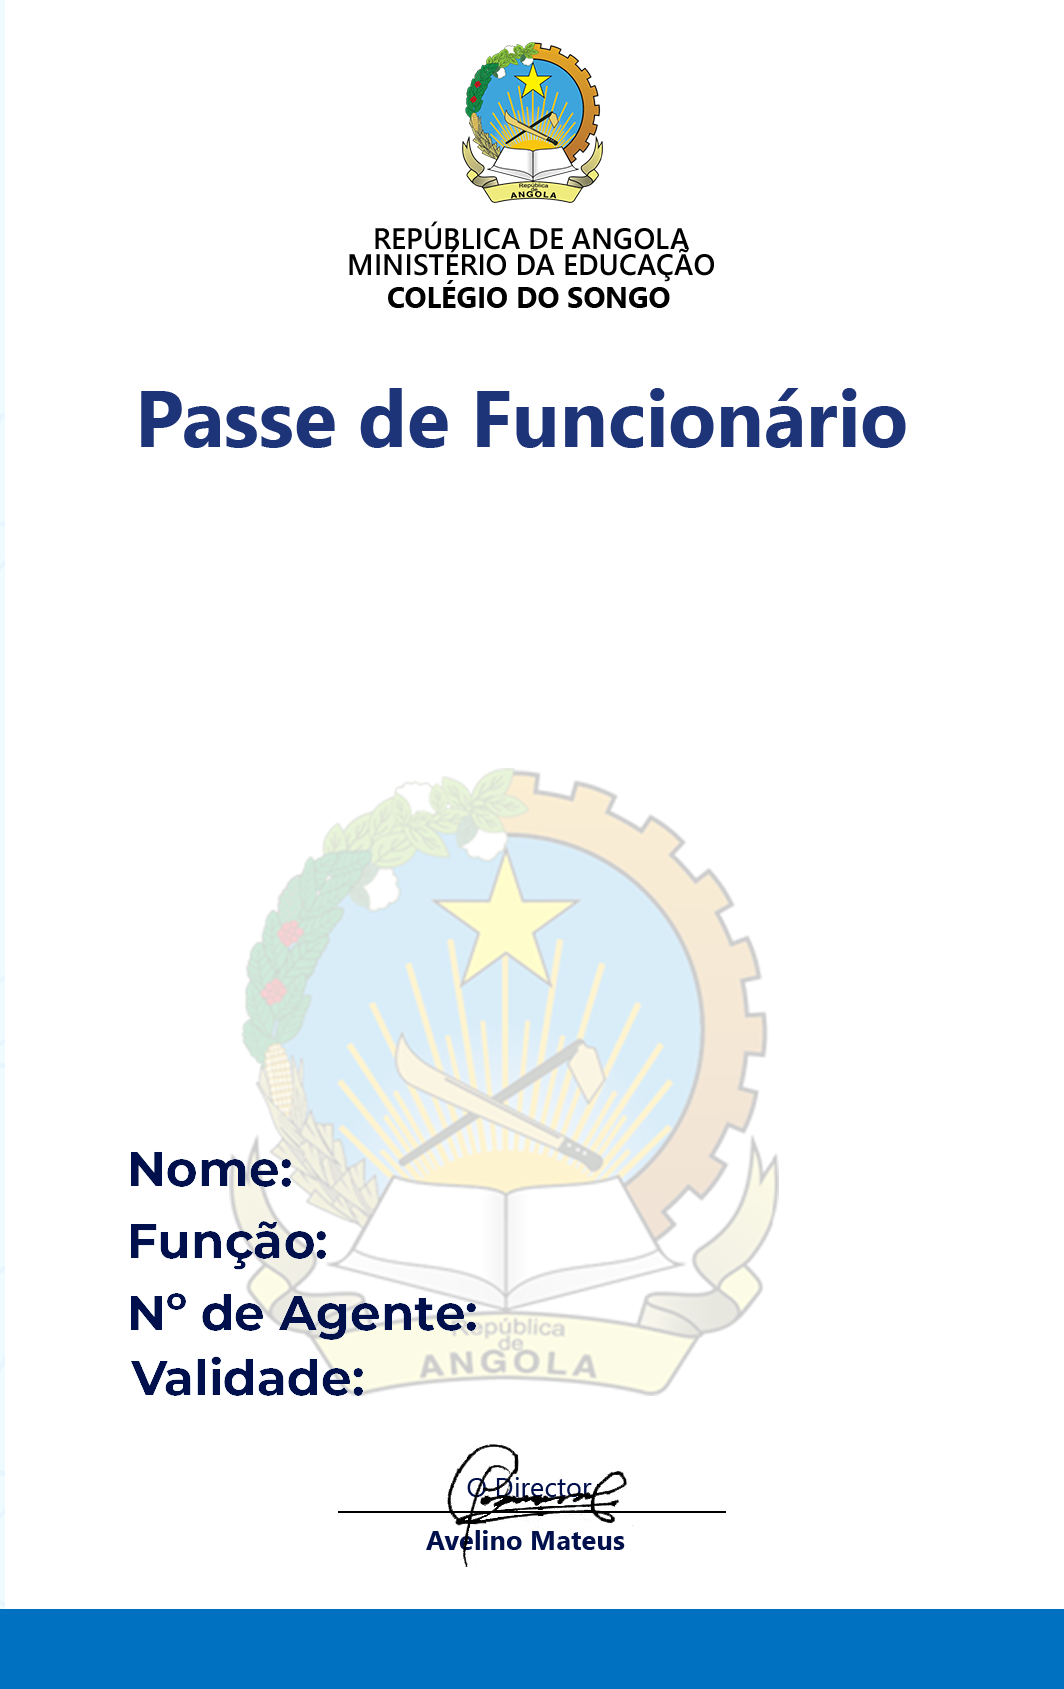 República
de
ANGOLA
REPÚBLICA DE ANGOLA
MINISTÉRIO DA EDUCAÇÃO
COLÉGIO DO SONGO
Passe de Funcionário
Nome:
Função:
Nº de Agente:
Validade:
República
de
ANGOLA
O Director
Avelino Mateus